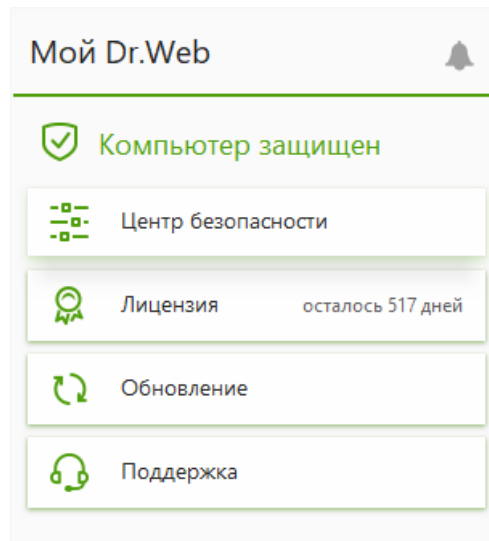 Мой Dr.Web
Компьютер защищен
Центр безопасности
Лицензия осталось 517 дней
Обновление
Поддержка